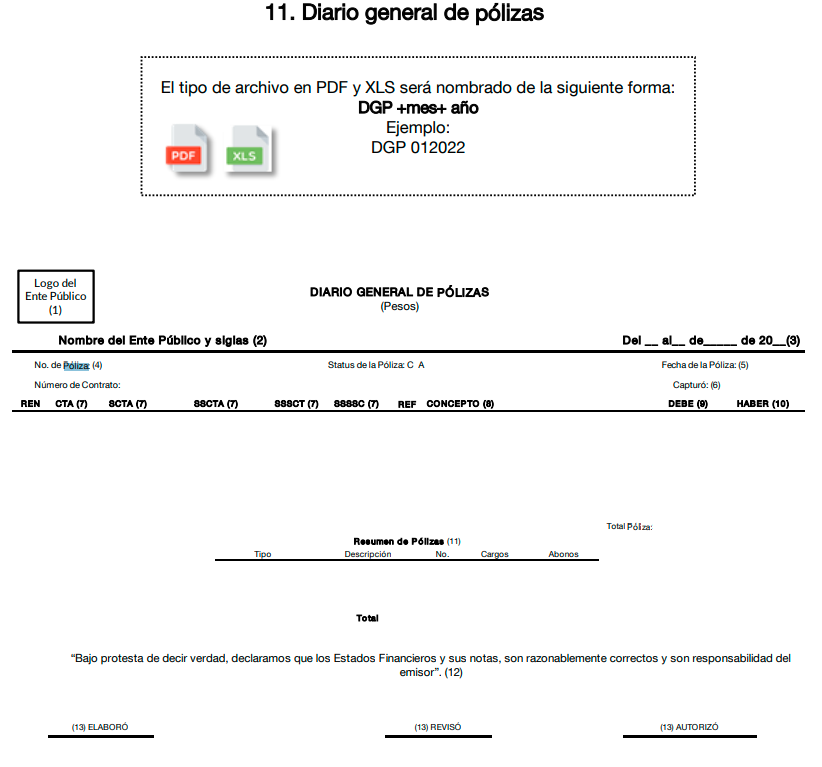 11. Diario general de pólizas
El tipo de archivo en PDF y XLS será nombrado de la siguiente forma:
DGP +mes+ año
Ejemplo:
DGP 012022
PDF XLS
Logo del
Ente Público
(1)
DIARIO GENERAL DE PÓLIZAS
(Pesos)
Nombre del Ente Público y siglas (2) Del __ al__ de_____ de 20__(3)
No. de Póliza: (4) Status de la Póliza: C A Fecha de la Póliza: (5)
Número de Contrato: Capturó: (6)
REN CTA (7) SCTA (7) SSCTA (7) SSSCT (7) SSSSC (7) REF CONCEPTO (8) DEBE (9) HABER (10)
Total Póliza:
Resumen de Pólizas (11)
Tipo Descripción No. Cargos Abonos
Total
“Bajo protesta de decir verdad, declaramos que los Estados Financieros y sus notas, son razonablemente correctos y son responsabilidad del
emisor”. (12)
(13) ELABORÓ (13) REVISÓ (13) AUTORIZÓ